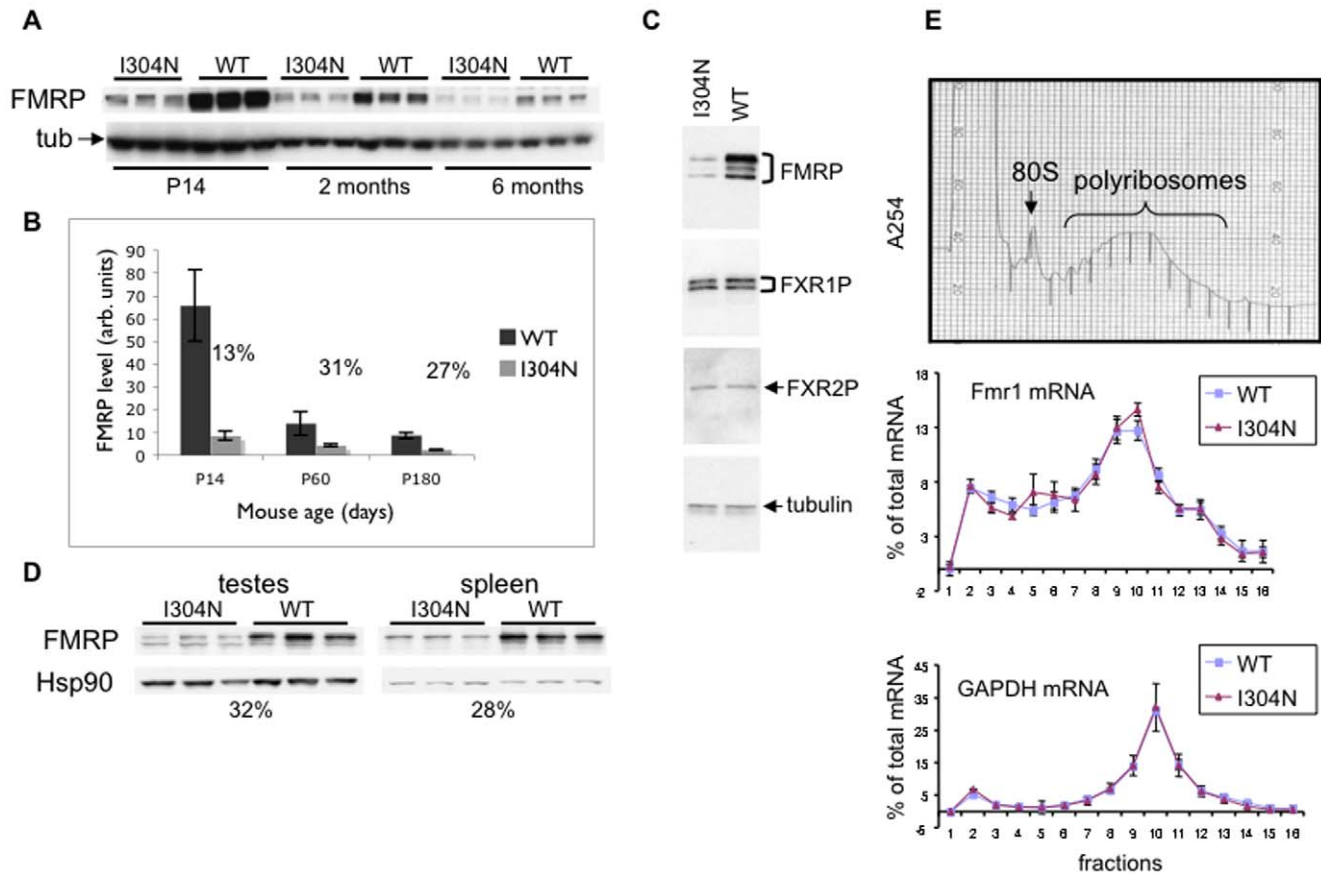 A
I304N WT I304N WT I304N WT
FMRP
tub
P14 2 months 6 months
B
FMRP level (arb. units)
90
80
70
60
50
40
30
20
10
0
13%
31%
27%
WT
I304N
P14 P60 P180
Mouse age (days)
C
I304N WT
FMRP
FXR1P
FXR2P
tubulin
D
testes spleen
I304N WT I304N WT
FMRP
Hsp90
32% 28%
E
A254
80S
polyribosomes
40 40
20 20
Fmr1 mRNA
WT
I304N
% of total mRNA
18
13
8
3
-2
1 2 3 4 5 6 7 8 9 10 11 12 13 14 15 16
GAPDH mRNA
WT
I304N
% of total mRNA
45
35
25
15
5
-5
1 2 3 4 5 6 7 8 9 10 11 12 13 14 15 16
fractions